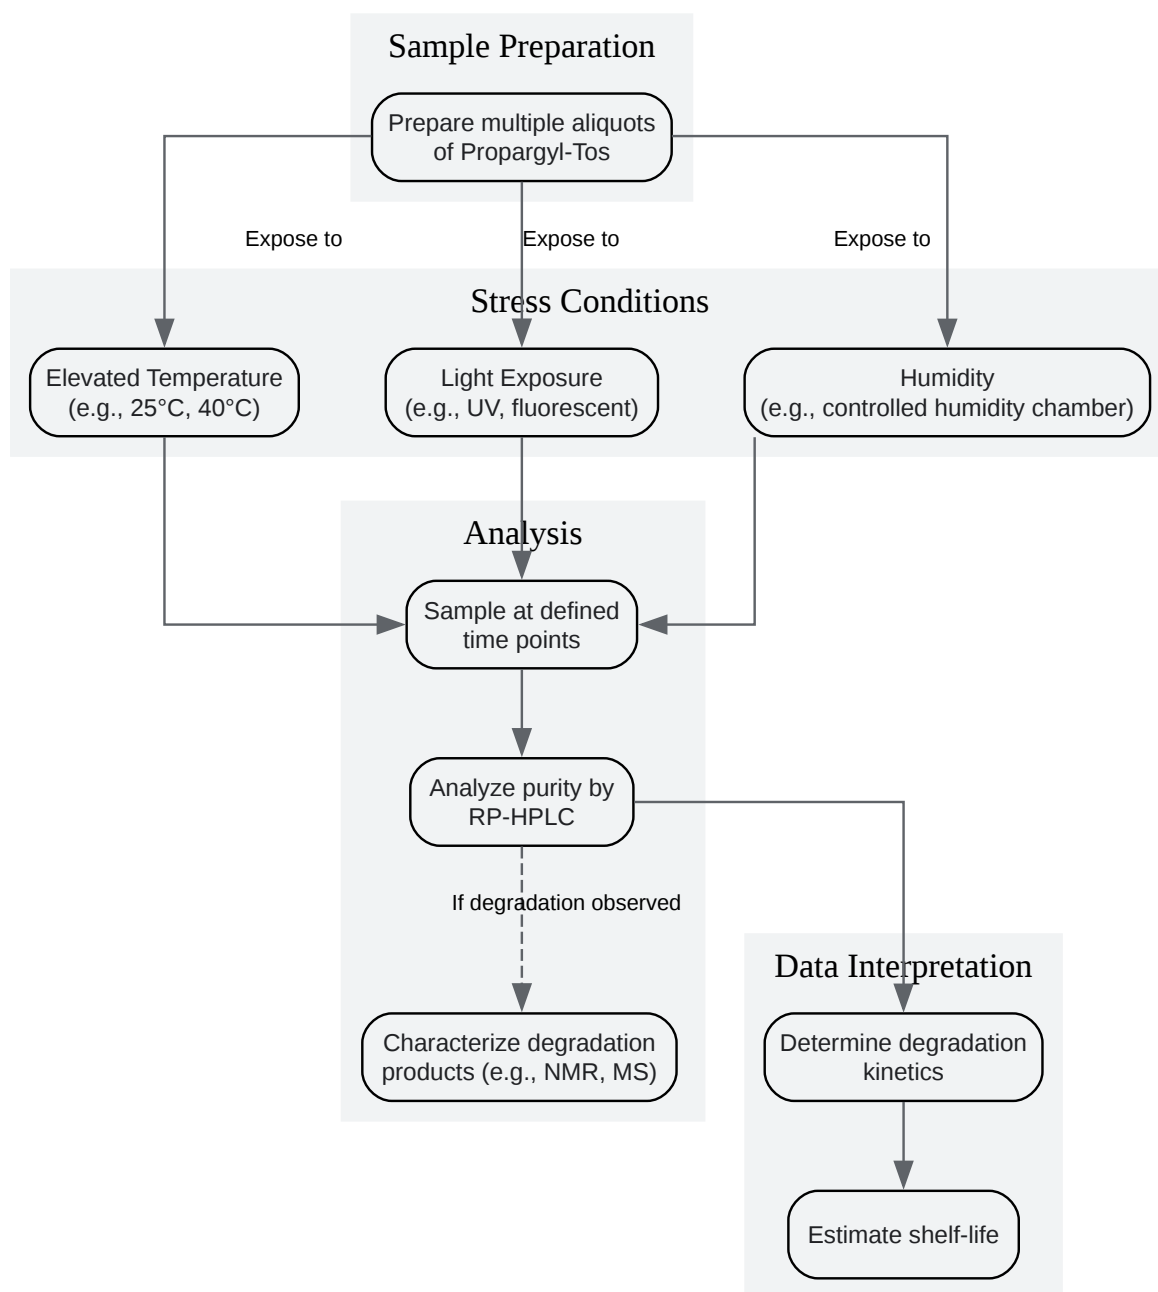 Sample Preparation
Prepare multiple aliquots
of Propargyl-Tos
Expose to
Expose to
Expose to
Stress Conditions
Elevated Temperature
(e.g., 25°C, 40°C)
Light Exposure
(e.g., UV, fluorescent)
Humidity
(e.g., controlled humidity chamber)
Analysis
Sample at defined
time points
Analyze purity by
RP-HPLC
If degradation observed
Characterize degradation
products (e.g., NMR, MS)
Data Interpretation
Determine degradation
kinetics
Estimate shelf-life